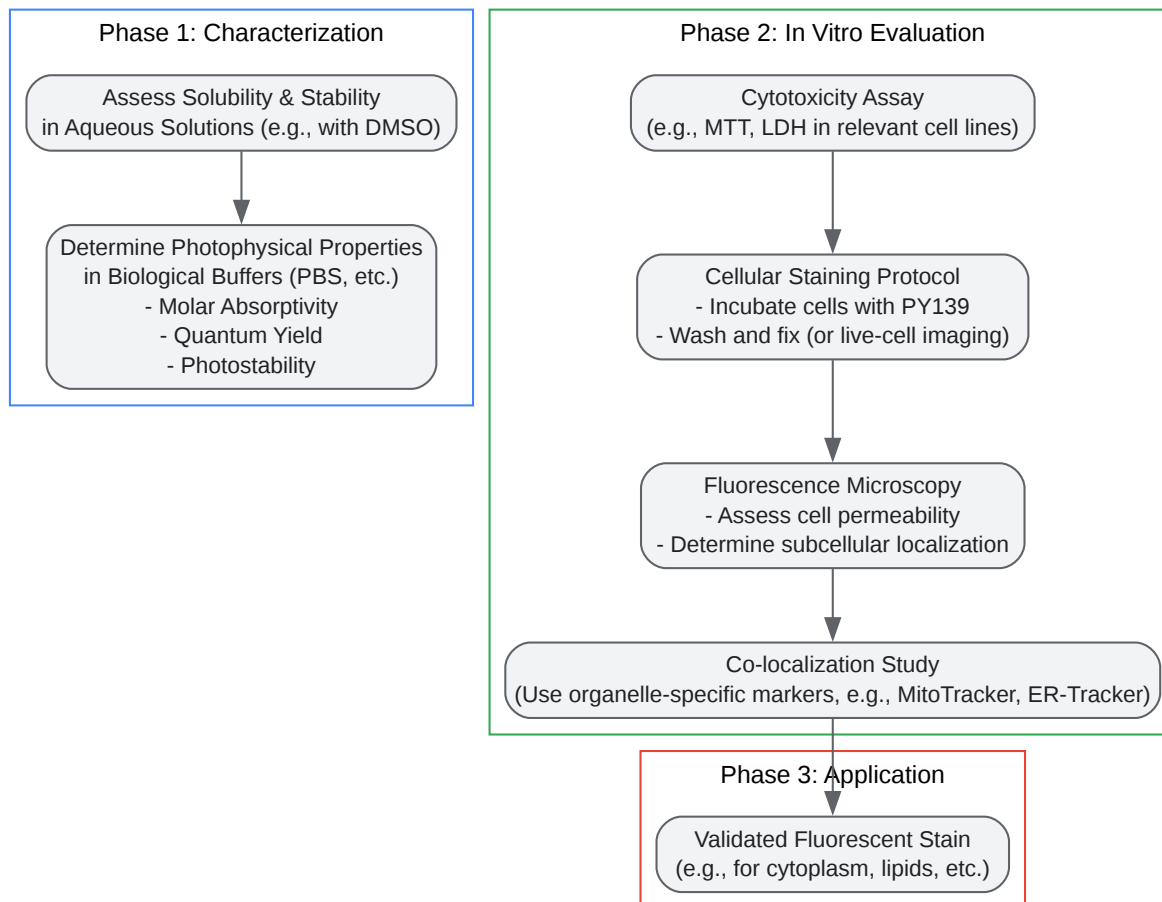 Phase 1: Characterization
Assess Solubility & Stability
in Aqueous Solutions (e.g., with DMSO)
Determine Photophysical Properties
in Biological Buffers (PBS, etc.)
- Molar Absorptivity
- Quantum Yield
- Photostability
Phase 2: In Vitro Evaluation
Cytotoxicity Assay
(e.g., MTT, LDH in relevant cell lines)
Cellular Staining Protocol
- Incubate cells with PY139
- Wash and fix (or live-cell imaging)
Fluorescence Microscopy
- Assess cell permeability
- Determine subcellular localization
Co-localization Study
(Use organelle-specific markers, e.g., MitoTracker, ER-Tracker)
Phase 3: Application
Validated Fluorescent Stain
(e.g., for cytoplasm, lipids, etc.)